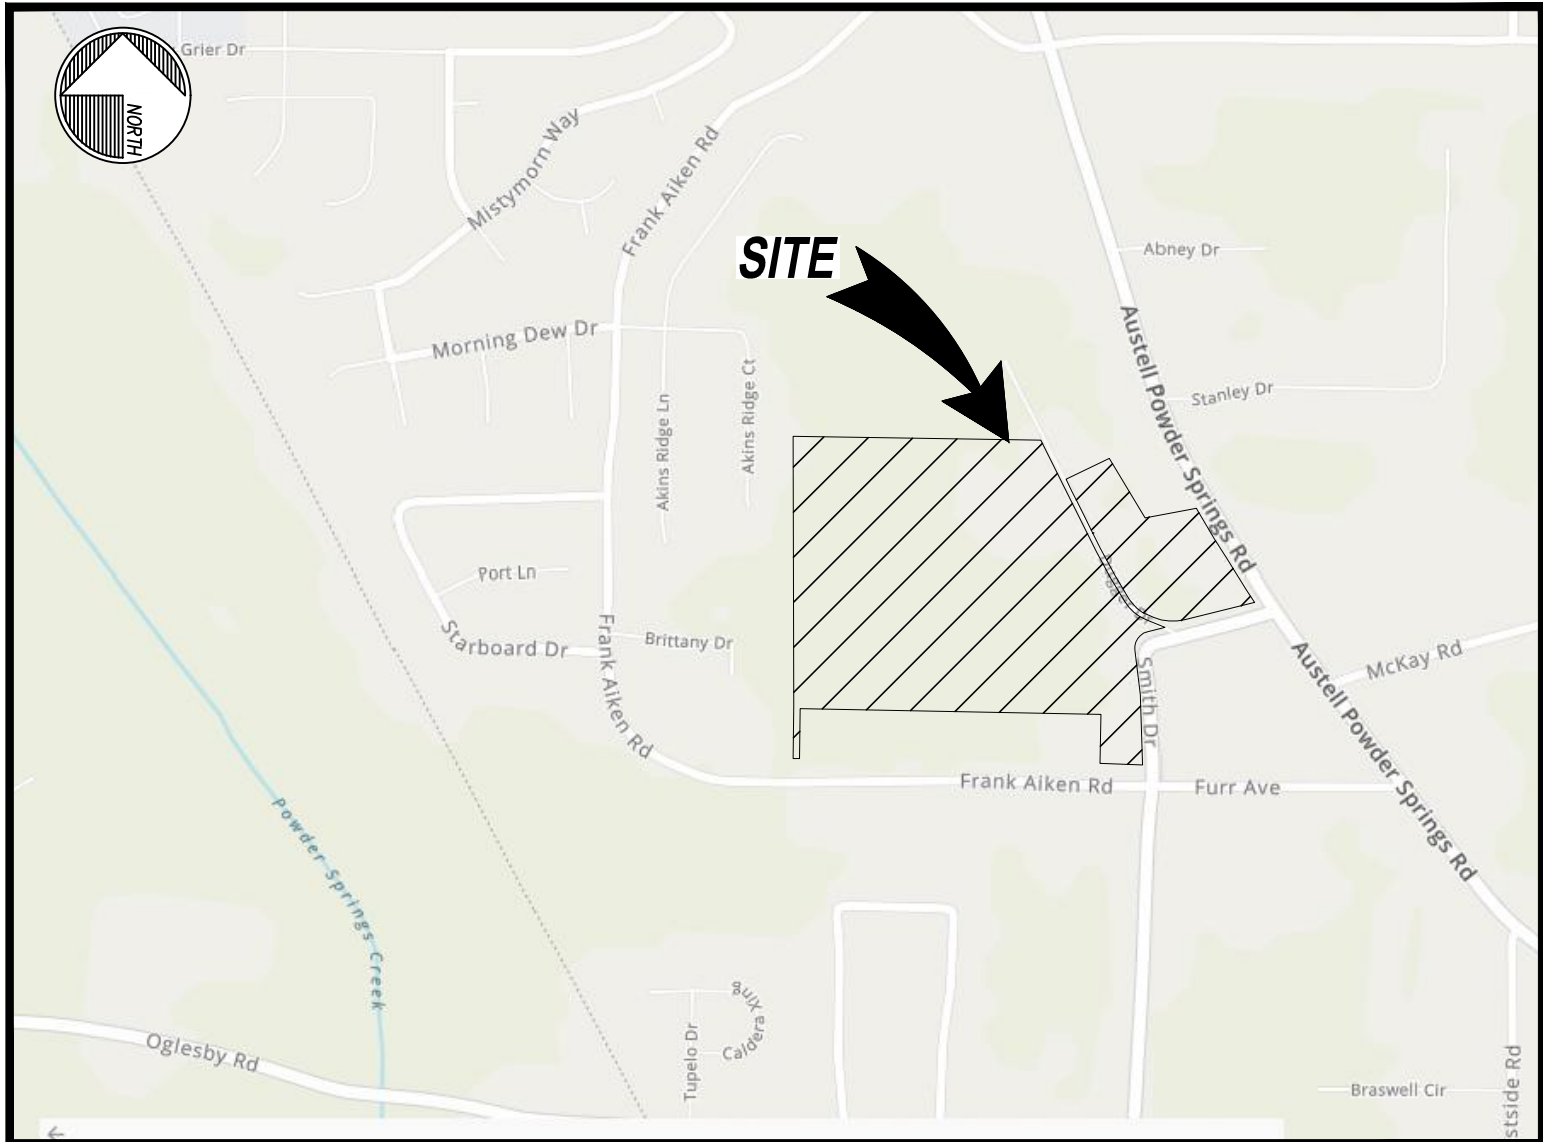 Grier Dr
NORTH
Mistymorn Way
Frank Aiken Rd
SITE
Abney Dr
Morning Dew Dr
Austell Powder Springs Rd
Stanley Dr
Akins Ridge Ct
Akins Ridge Ln
Port Ln
Starboard Dr
Brittany Dr
Frank Aiken Rd
Smith Dr
McKay Rd
Austell Powder Springs Rd
Frank Aiken Rd
Furr Ave
Powder Springs Creek
Oglesby Rd
Tupelo Dr
Caldera Xing
Braswell Cir
stside Rd